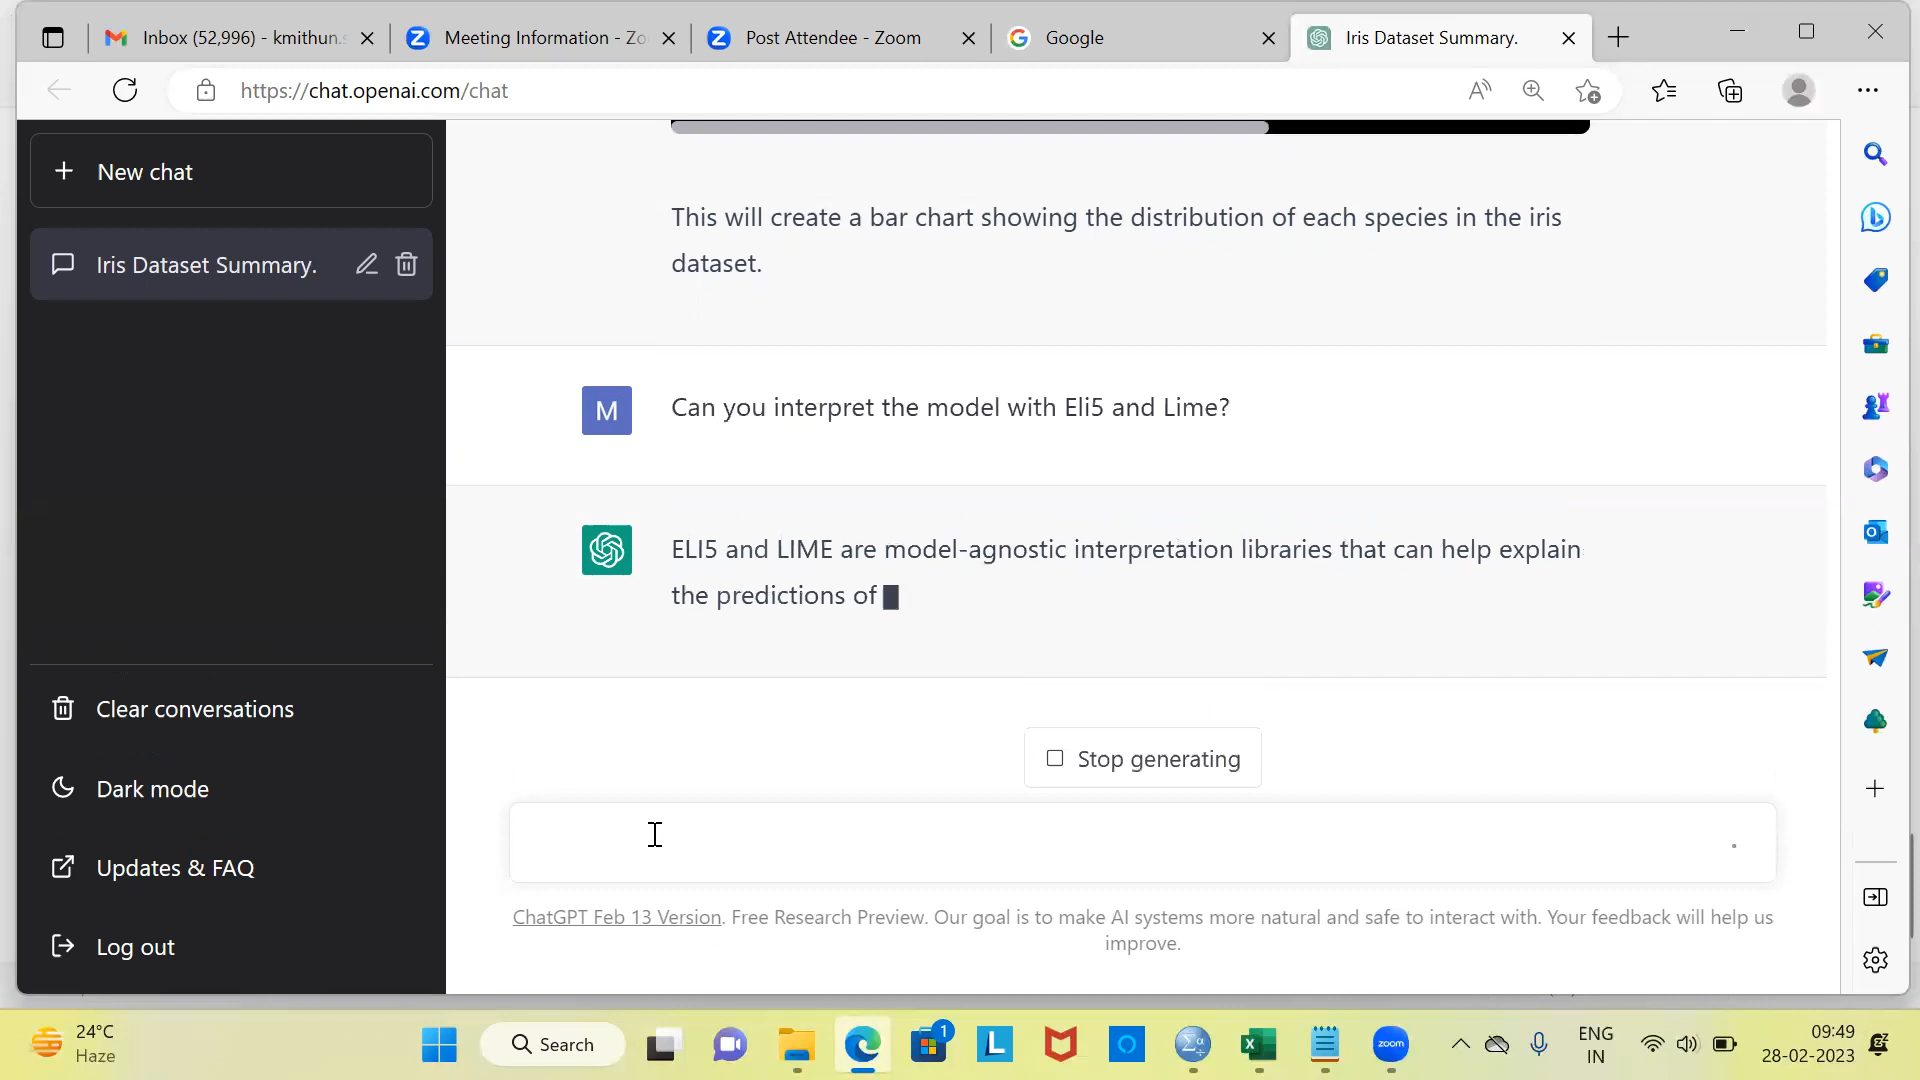 Inbox (52,996) - kmithun.s
Meeting Information - Zo
Post Attendee - Zoom
Google
Iris Dataset Summary.
https://chat.openai.com/chat
New chat
Iris Dataset Summary.
Clear conversations
Dark mode
Updates & FAQ
Log out
This will create a bar chart showing the distribution of each species in the iris
dataset.
M
Can you interpret the model with Eli5 and Lime?
ELI5 and LIME are model-agnostic interpretation libraries that can help explain
the predictions of
Stop generating
ChatGPT Feb 13 Version. Free Research Preview. Our goal is to make AI systems more natural and safe to interact with. Your feedback will help us
improve.
24°C
Haze
Search
1
L
zoom
ENG
IN
09:49
28-02-2023